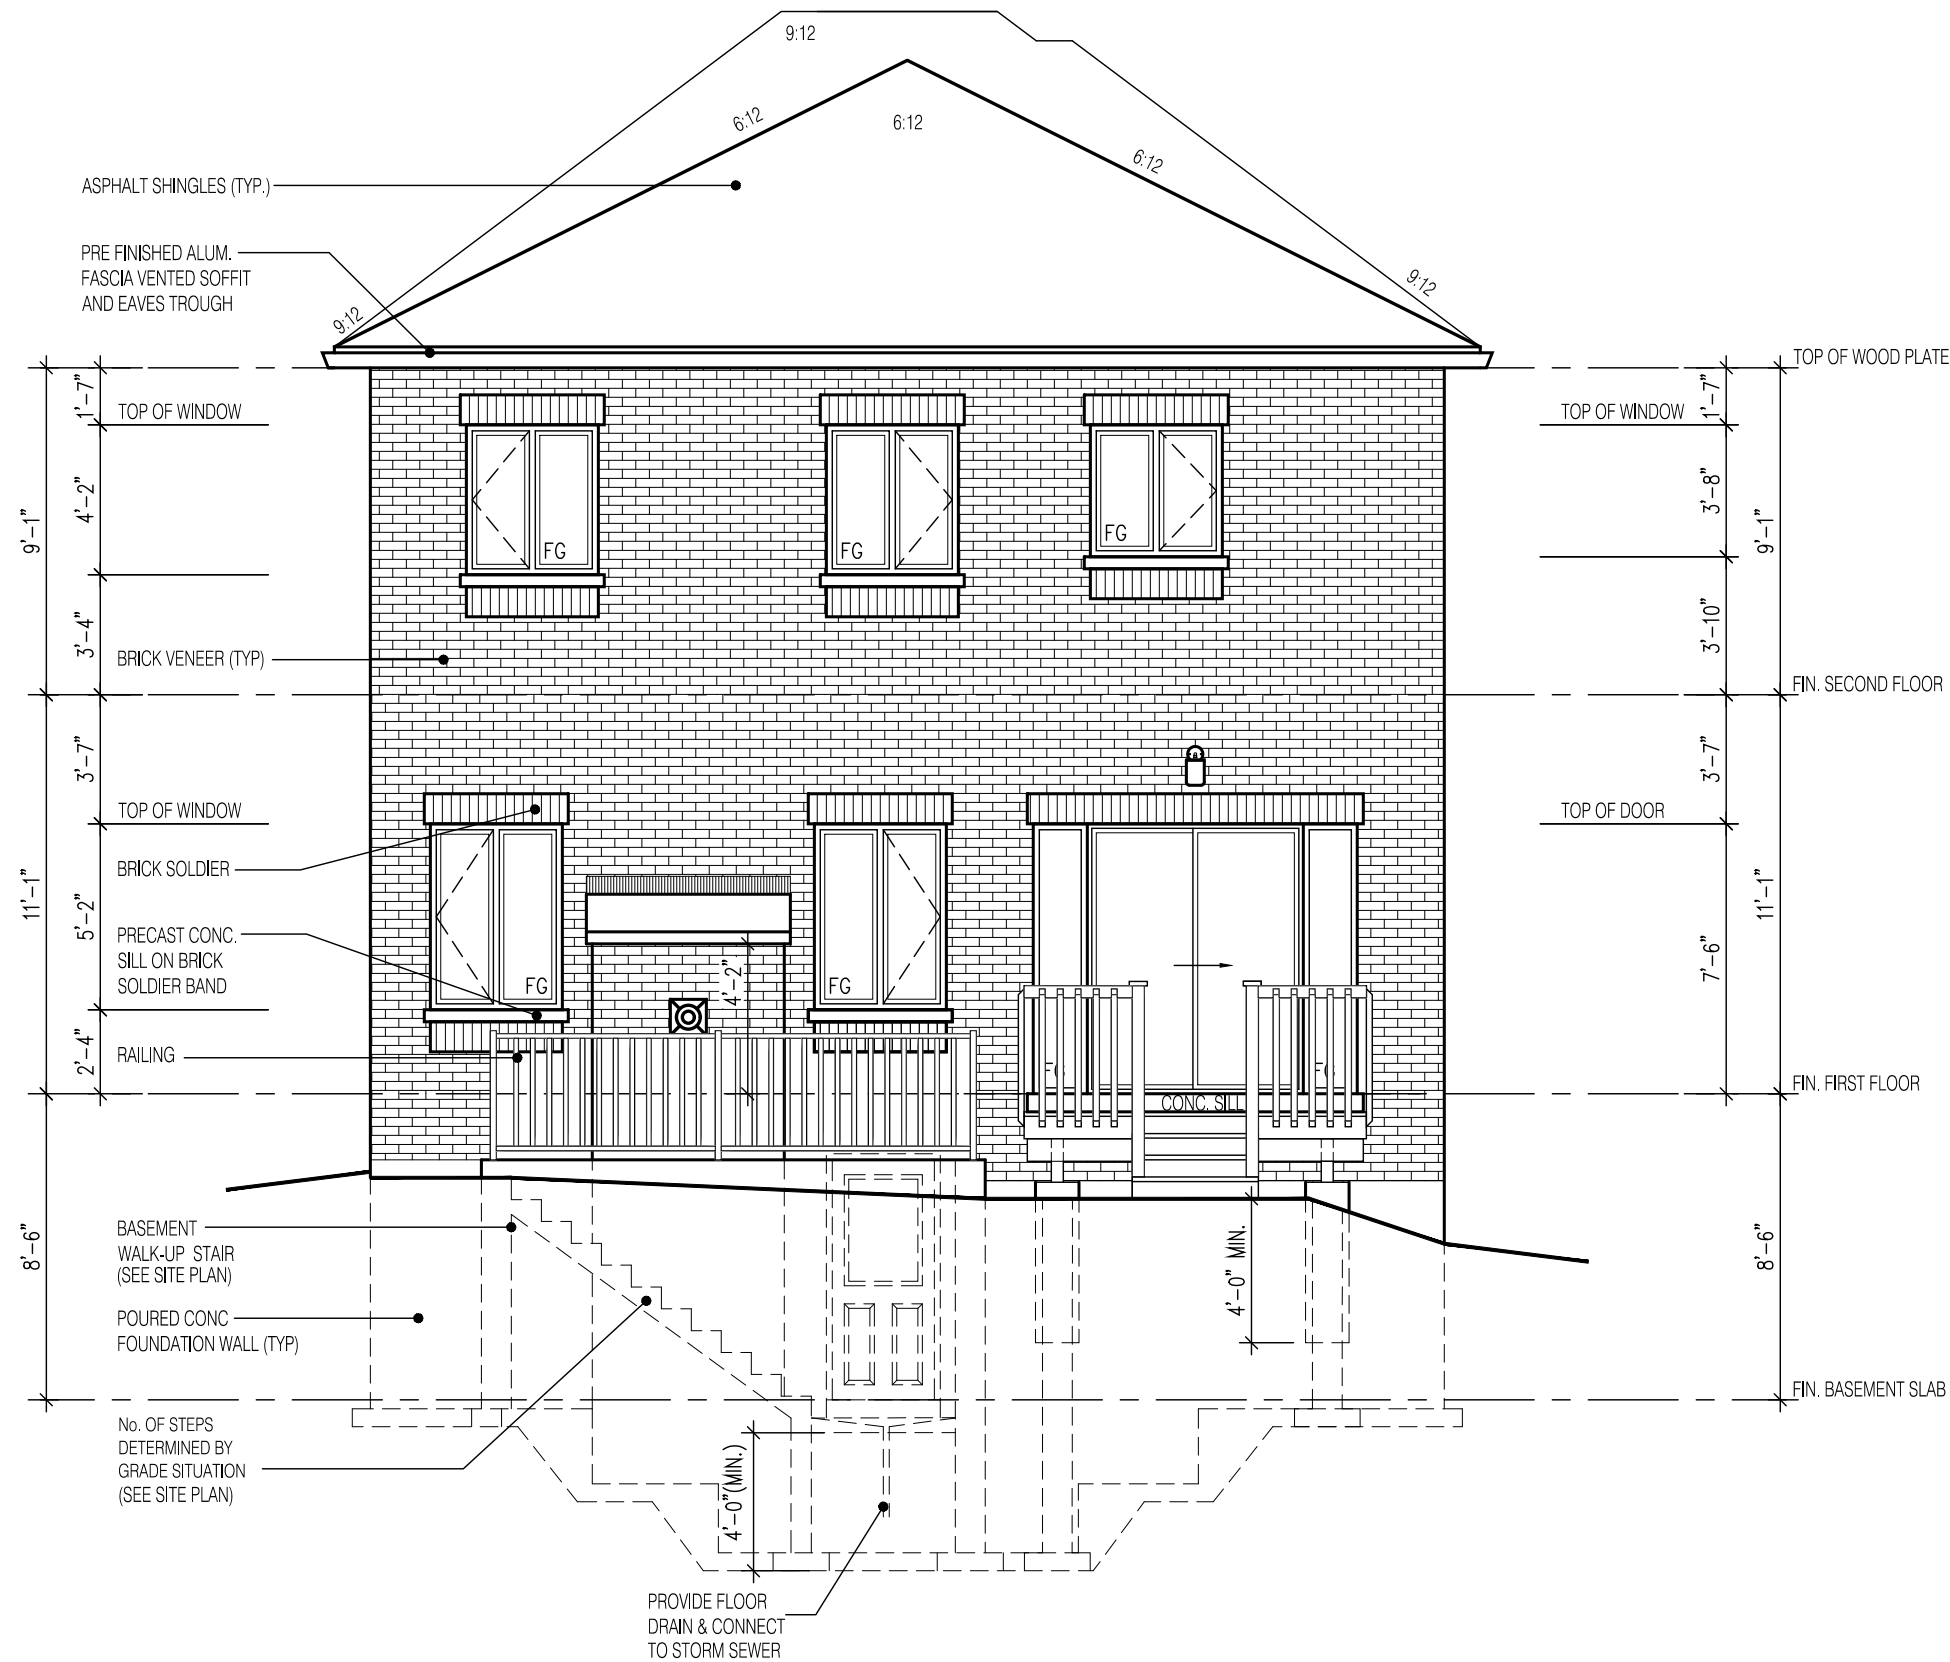 9:12
6:12
6:12
6:12
ASPHALT SHINGLES (TYP.)
PRE FINISHED ALUM.
FASCIA VENTED SOFFIT
AND EAVES TROUGH
9:12
9:12
TOP OF WOOD PLATE
1'-7"
TOP OF WINDOW
TOP OF WINDOW
1'-7"
4'-2"
9'-1"
3'-4"
FG
FG
FG
3'-8"
9'-1"
3'-10"
BRICK VENEER (TYP)
FIN. SECOND FLOOR
3'-7"
3'-7"
TOP OF WINDOW
TOP OF DOOR
BRICK SOLDIER
11'-1"
5'-2"
11'-1"
7'-6"
PRECAST CONC.
SILL ON BRICK
SOLDIER BAND
4'-2"
FG
FG
2'-4"
RAILING
FG
FG
FIN. FIRST FLOOR
CONC. SILL
8'-6"
BASEMENT
WALK-UP STAIR
(SEE SITE PLAN)
4'-0" MIN.
8'-6"
POURED CONC
FOUNDATION WALL (TYP)
FIN. BASEMENT SLAB
No. OF STEPS
DETERMINED BY
GRADE SITUATION
(SEE SITE PLAN)
4'-0"(MIN.)
PROVIDE FLOOR
DRAIN & CONNECT
TO STORM SEWER